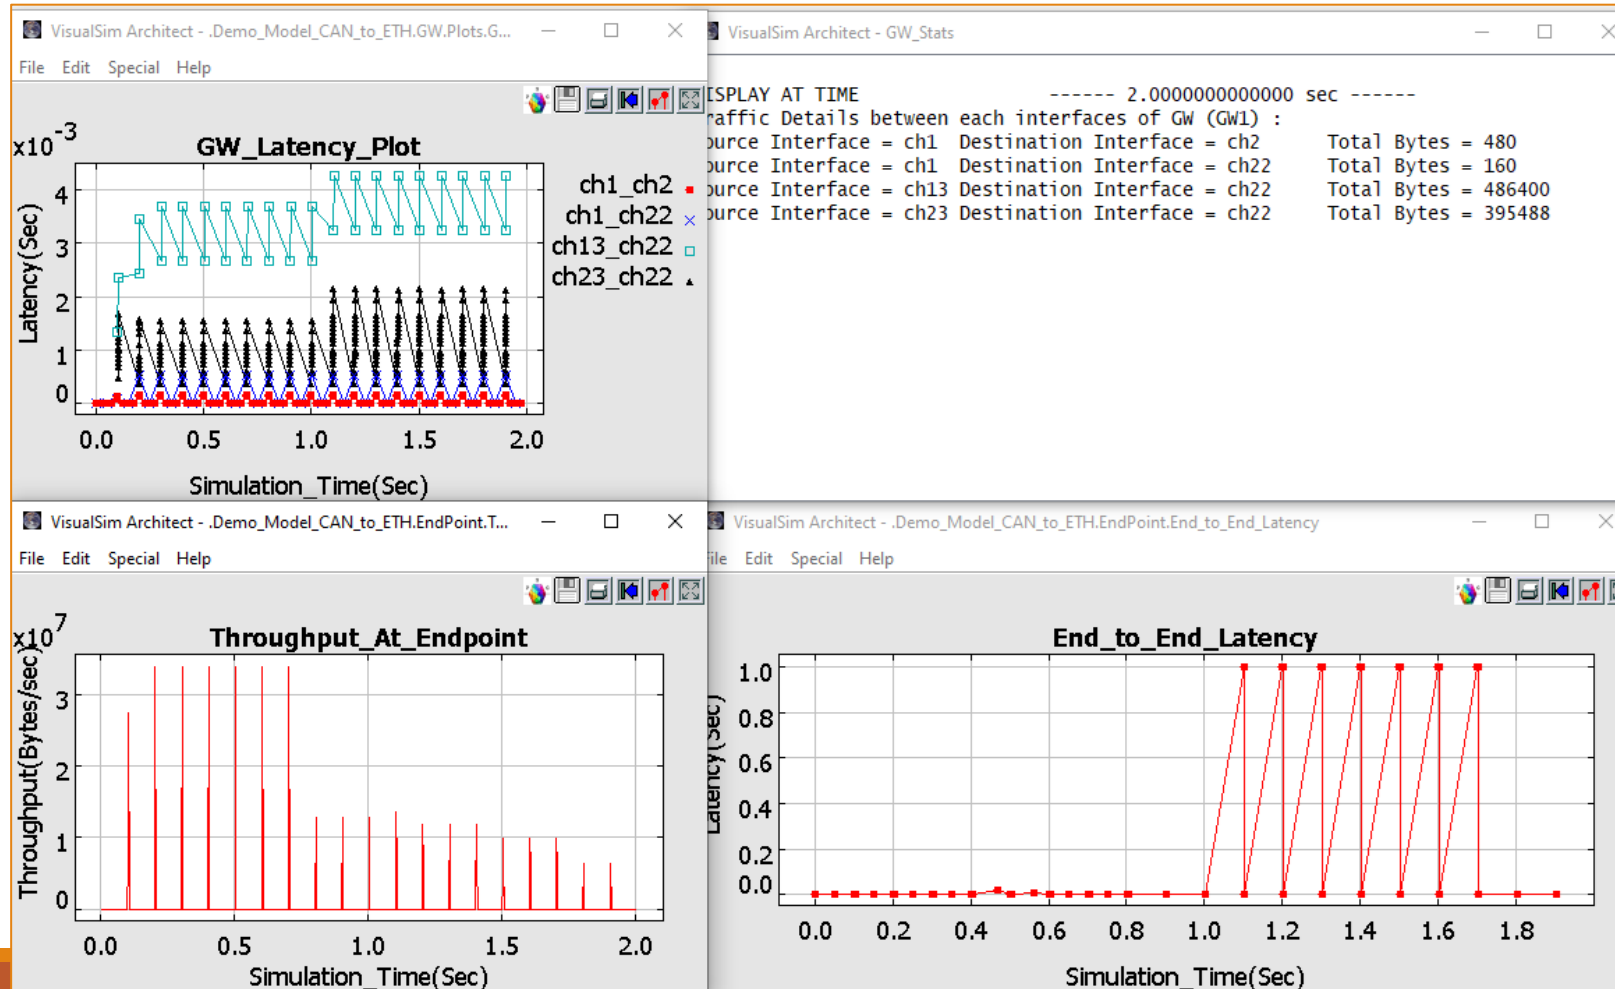 VisualSim Architect - .Demo_Model_CAN_to_ETH.GW.Plots.G...
File Edit Special Help
GW_Latency_Plot
x10^-3
Latency(Sec)
4
3
2
1
0
0.0 0.5 1.0 1.5 2.0
Simulation_Time(Sec)
ch1_ch2
ch1_ch22
ch13_ch22
ch23_ch22
VisualSim Architect - GW_Stats
ISPLAY AT TIME ------ 2.0000000000000 sec ------
raffic Details between each interfaces of GW (GW1) :
ource Interface = ch1 Destination Interface = ch2 Total Bytes = 480
ource Interface = ch1 Destination Interface = ch22 Total Bytes = 160
ource Interface = ch13 Destination Interface = ch22 Total Bytes = 486400
ource Interface = ch23 Destination Interface = ch22 Total Bytes = 395488
VisualSim Architect - .Demo_Model_CAN_to_ETH.EndPoint.T...
File Edit Special Help
Throughput_At_Endpoint
x10^7
Throughput(Bytes/sec)
3
2
1
0
0.0 0.5 1.0 1.5 2.0
Simulation_Time(Sec)
VisualSim Architect - .Demo_Model_CAN_to_ETH.EndPoint.End_to_End_Latency
File Edit Special Help
End_to_End_Latency
Latency(Sec)
1.0
0.8
0.6
0.4
0.2
0.0
0.0 0.2 0.4 0.6 0.8 1.0 1.2 1.4 1.6 1.8
Simulation_Time(Sec)